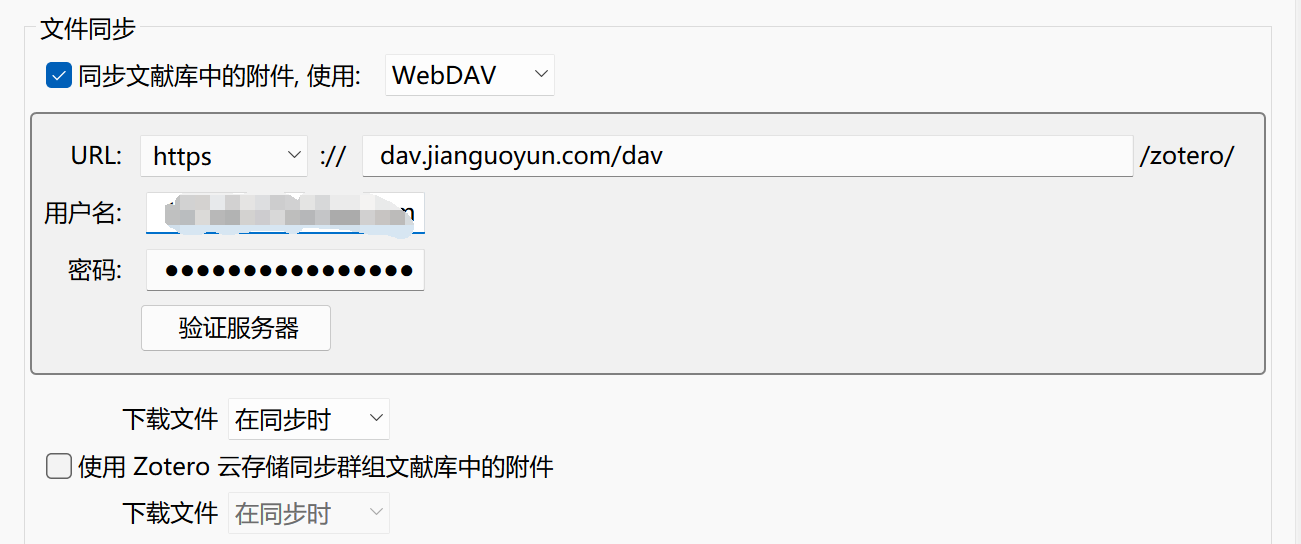 文件同步
同步文献库中的附件, 使用: WebDAV
URL: https :// dav.jianguoyun.com/dav /zotero/
用户名:
密码: ●●●●●●●●●●●●●●●●
验证服务器
下载文件 在同步时
使用 Zotero 云存储同步群组文献库中的附件
下载文件 在同步时